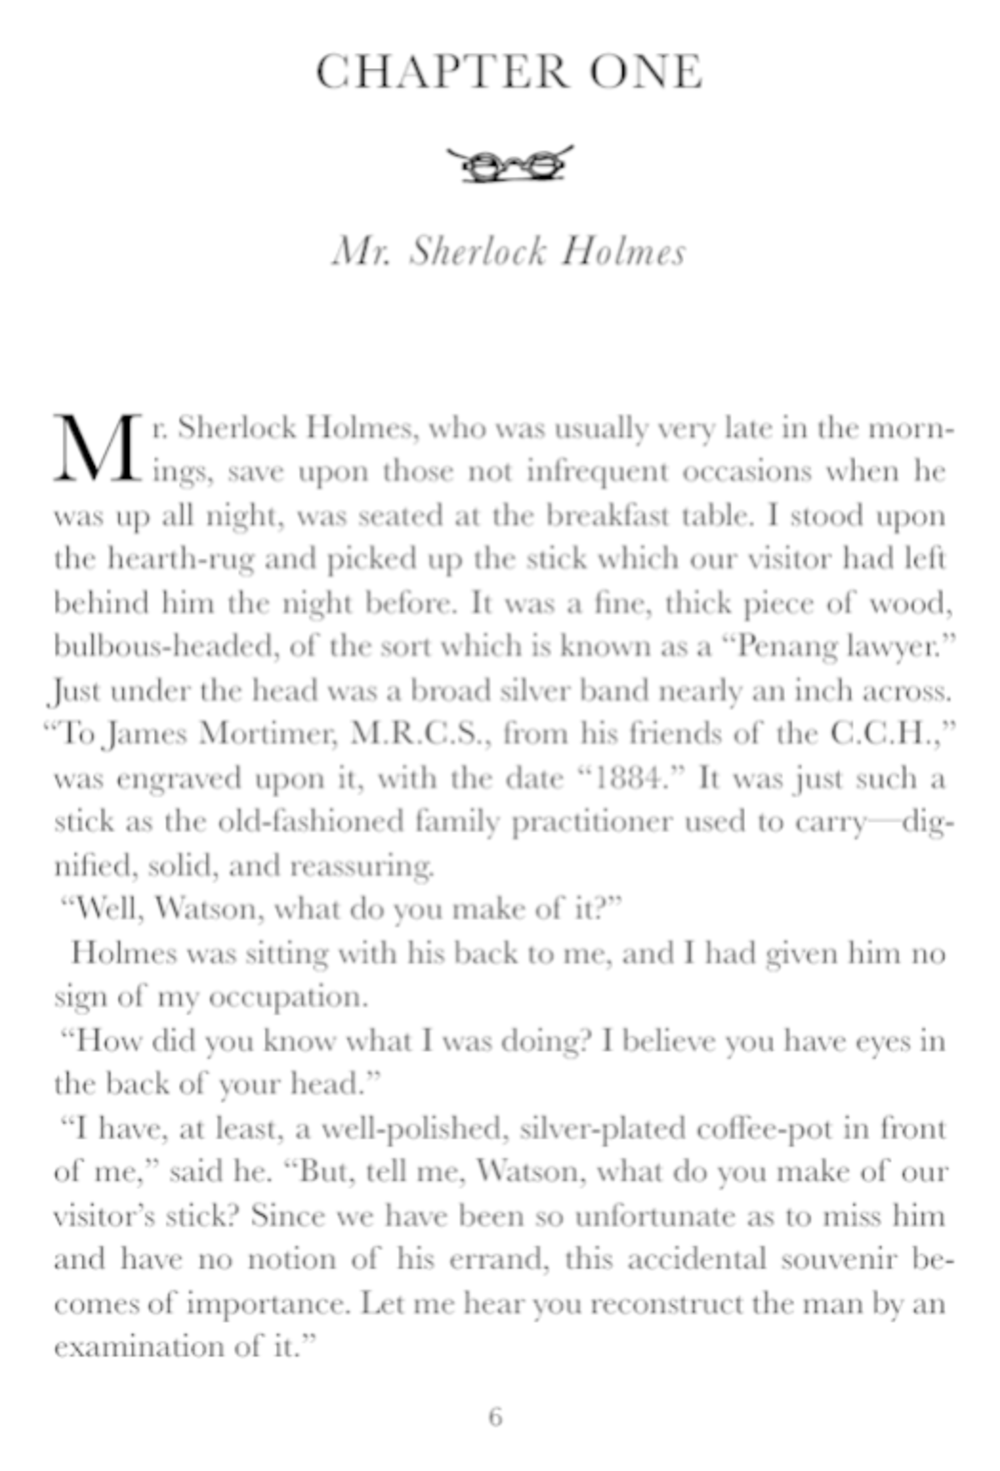 CHAPTER ONE
Mr. Sherlock Holmes
Mr. Sherlock Holmes, who was usually very late in the morn-
ings, save upon those not infrequent occasions when he
was up all night, was seated at the breakfast table. I stood upon
the hearth-rug and picked up the stick which our visitor had left
behind him the night before. It was a fine, thick piece of wood,
bulbous-headed, of the sort which is known as a “Penang lawyer.”
Just under the head was a broad silver band nearly an inch across.
“To James Mortimer, M.R.C.S., from his friends of the C.C.H.,”
was engraved upon it, with the date “1884.” It was just such a
stick as the old-fashioned family practitioner used to carry—dig-
nified, solid, and reassuring.
“Well, Watson, what do you make of it?”
Holmes was sitting with his back to me, and I had given him no
sign of my occupation.
“How did you know what I was doing? I believe you have eyes in
the back of your head.”
“I have, at least, a well-polished, silver-plated coffee-pot in front
of me,” said he. “But, tell me, Watson, what do you make of our
visitor’s stick? Since we have been so unfortunate as to miss him
and have no notion of his errand, this accidental souvenir be-
comes of importance. Let me hear you reconstruct the man by an
examination of it.”
6